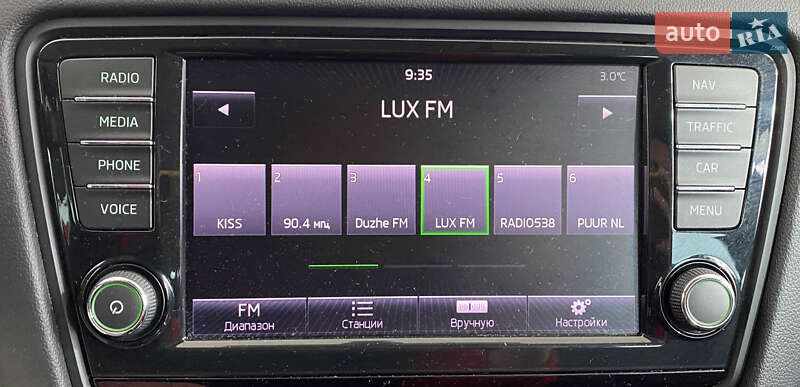 auto RIA
RADIO
MEDIA
PHONE
VOICE
9:35
3.0°C
LUX FM
1
KISS
2
90.4 мгц
3
Duzhe FM
4
LUX FM
5
RADIO538
6
PUUR NL
FM
Диапазон
Станции
Вручную
Настройки
NAV
TRAFFIC
CAR
MENU